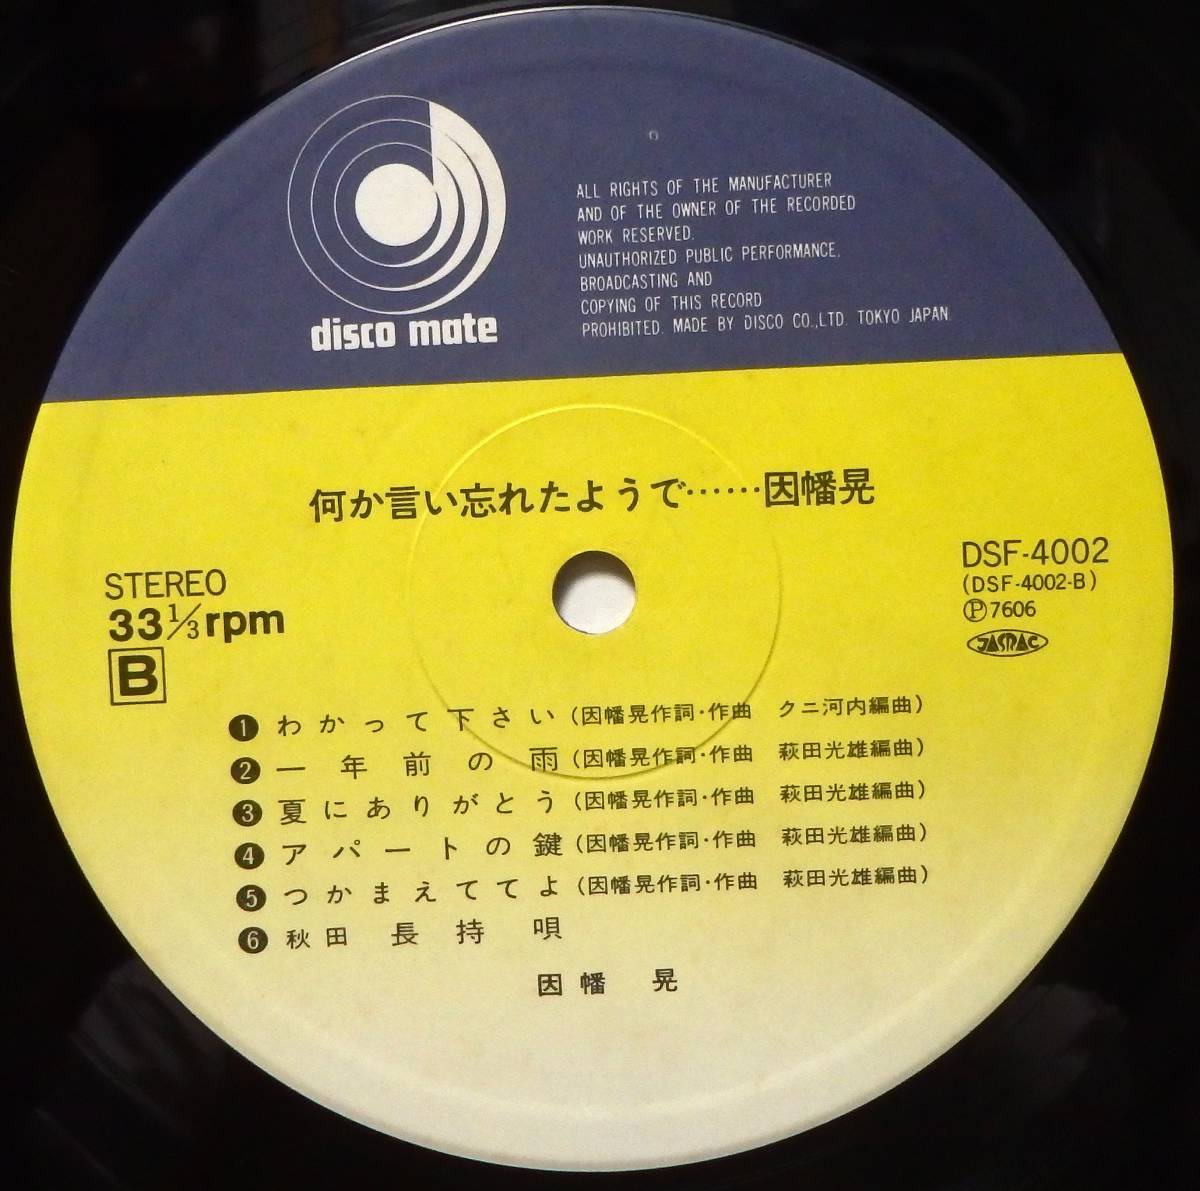 disco mate
ALL RIGHTS OF THE MANUFACTURER
AND OF THE OWNER OF THE RECORDED
WORK RESERVED.
UNAUTHORIZED PUBLIC PERFORMANCE,
BROADCASTING AND
COPYING OF THIS RECORD
PROHIBITED. MADE BY DISCO CO.,LTD. TOKYO JAPAN.
何か言い忘れたようで……因幡晃
STEREO
33 1/3 rpm
B
DSF-4002
(DSF-4002-B)
Ⓟ7606
JASRAC
❶ わかって下さい (因幡晃作詞・作曲 クニ河内編曲)
❷ 一年前の雨 (因幡晃作詞・作曲 萩田光雄編曲)
❸ 夏にありがとう (因幡晃作詞・作曲 萩田光雄編曲)
❹ アパートの鍵 (因幡晃作詞・作曲 萩田光雄編曲)
❺ つかまえててよ (因幡晃作詞・作曲 萩田光雄編曲)
❻ 秋田長持唄
因幡 晃